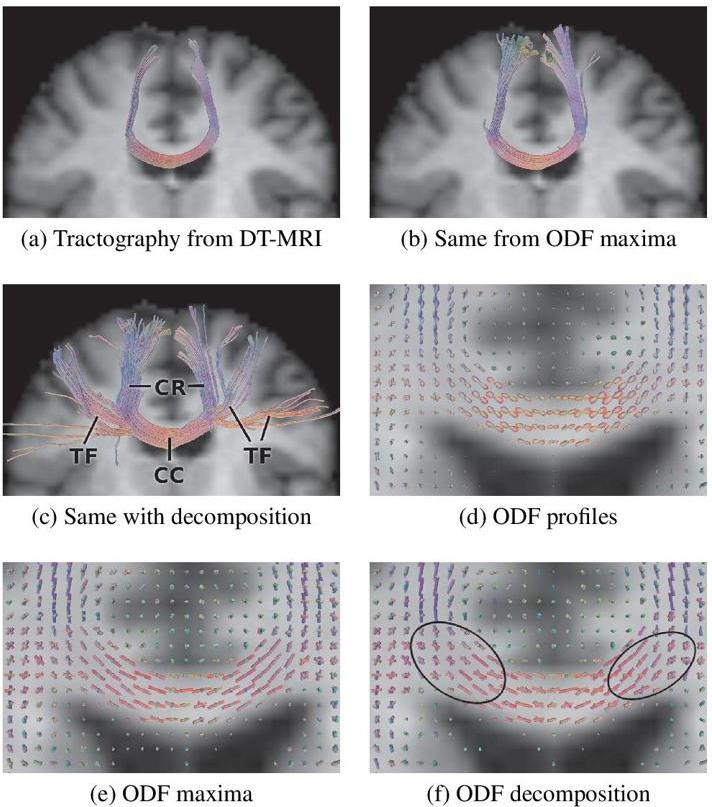 (a) Tractography from DT-MRI
(b) Same from ODF maxima
CR
TF
TF
CC
(c) Same with decomposition
(d) ODF profiles
(e) ODF maxima
(f) ODF decomposition